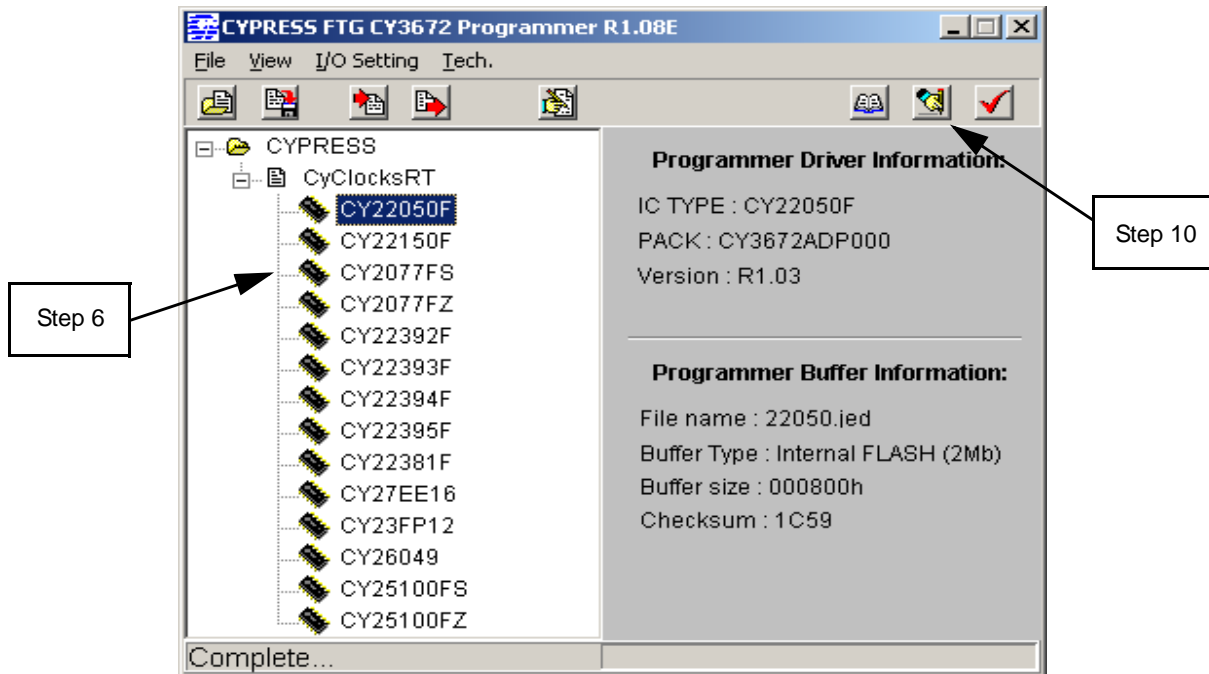 CYPRESS FTG CY3672 Programmer R1.08E
File View I/O Setting Tech.
CYPRESS
CyClocksRT
CY22050F
CY22150F
CY2077FS
CY2077FZ
CY22392F
CY22393F
CY22394F
CY22395F
CY22381F
CY27EE16
CY23FP12
CY26049
CY25100FS
CY25100FZ
Programmer Driver Information:
IC TYPE : CY22050F
PACK : CY3672ADP000
Version : R1.03
Programmer Buffer Information:
File name : 22050.jed
Buffer Type : Internal FLASH (2Mb)
Buffer size : 000800h
Checksum : 1C59
Complete...
Step 6
Step 10